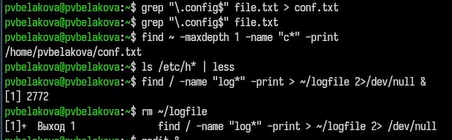 pvbelakova@pvbelakova:~$ grep "\.config$" file.txt > conf.txt
pvbelakova@pvbelakova:~$ grep "\.config$" file.txt
pvbelakova@pvbelakova:~$ find ~ -maxdepth 1 -name "c*" -print
/home/pvbelakova/conf.txt
pvbelakova@pvbelakova:~$ ls /etc/h* | less
pvbelakova@pvbelakova:~$ find / -name "log*" -print > ~/logfile 2>/dev/null &
[1] 2772
pvbelakova@pvbelakova:~$ rm ~/logfile
[1]+  Выход 1            find / -name "log*" -print > ~/logfile 2> /dev/null